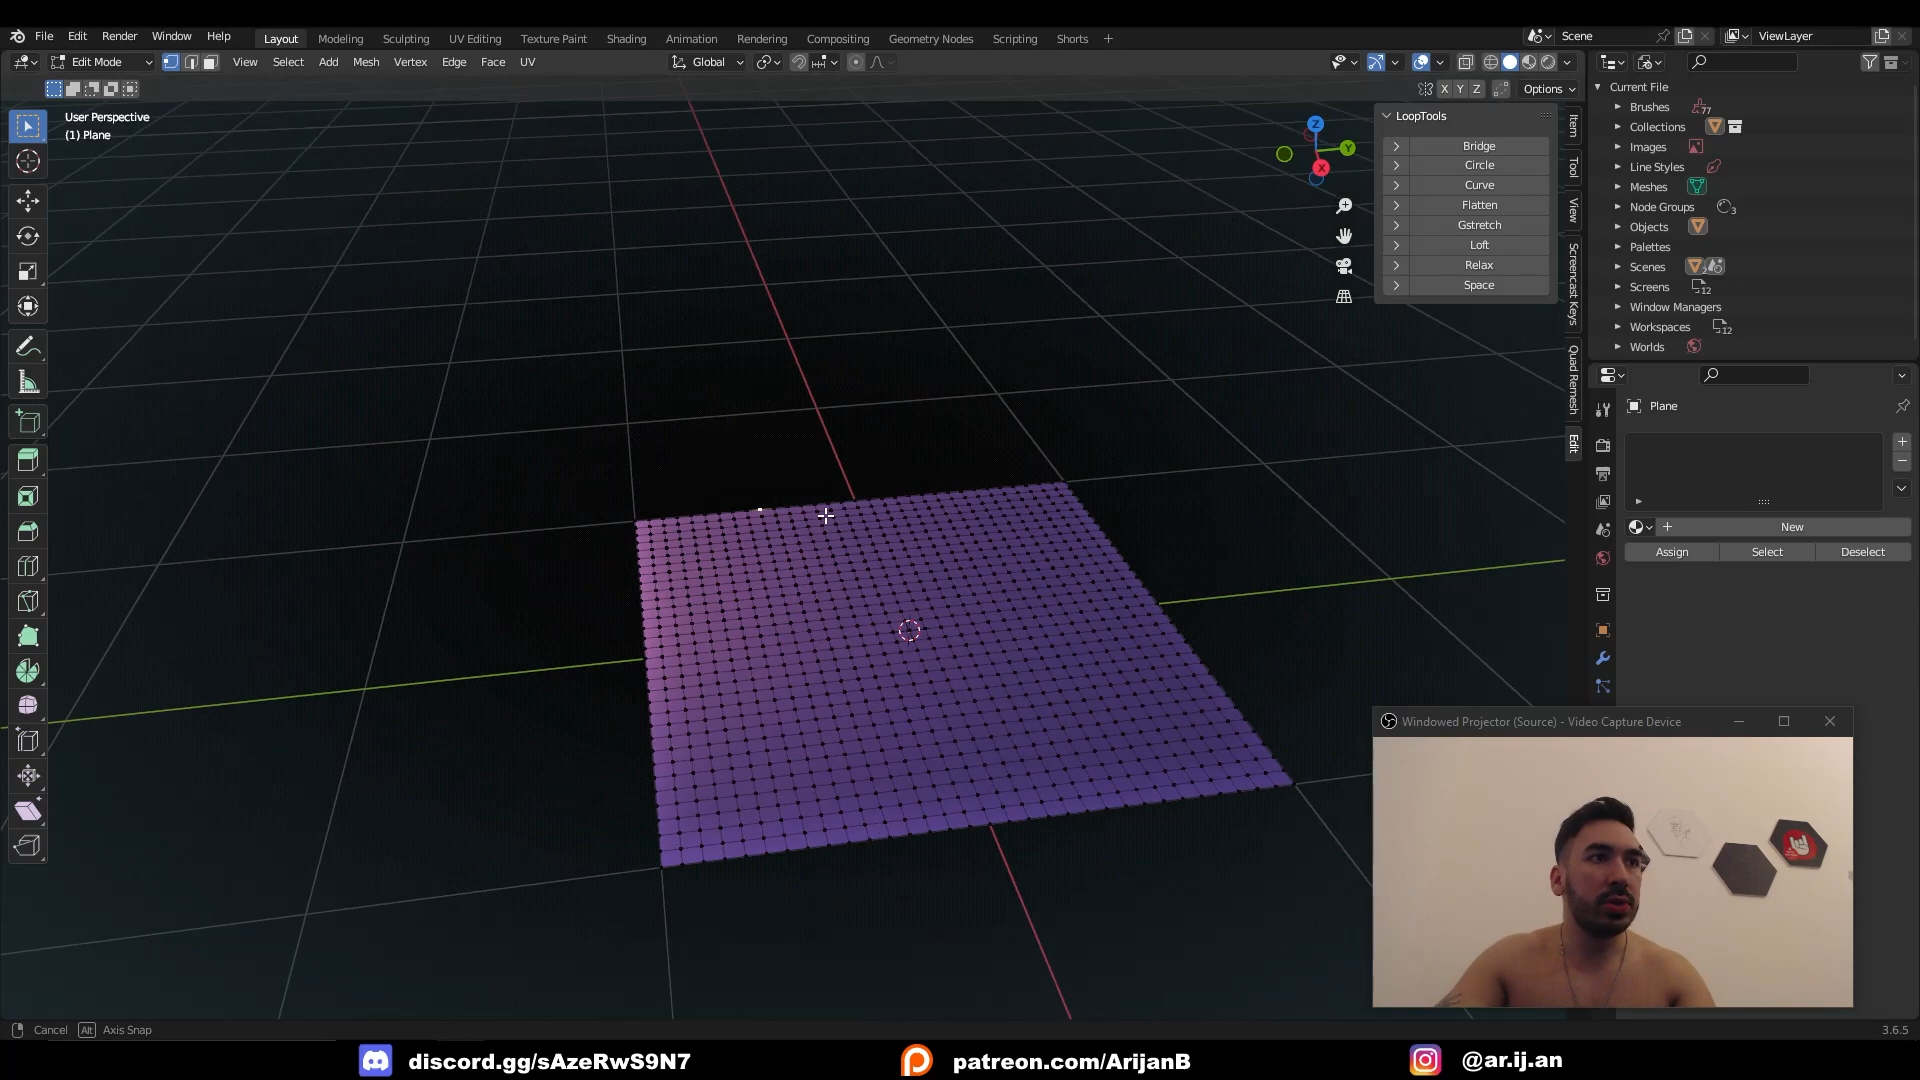 File Edit Render Window Help Layout Modeling Sculpting UV Editing Texture Paint Shading Animation Rendering Compositing Geometry Nodes Scripting Shorts + Scene ViewLayer
Edit Mode View Select Add Mesh Vertex Edge Face UV Global
X Y Z Options
User Perspective
(1) Plane
Z
Y
X
LoopTools
Bridge
Circle
Curve
Flatten
Gstretch
Loft
Relax
Space
Item
Tool
View
Screencast Keys
Quad Remesh
Edit
Current File
Brushes 77
Collections
Images
Line Styles
Meshes
Node Groups 3
Objects
Palettes
Scenes 2
Screens 12
Window Managers
Workspaces 12
Worlds
Plane
New
Assign Select Deselect
Windowed Projector (Source) - Video Capture Device
Cancel Alt Axis Snap
3.6.5
discord.gg/sAzeRwS9N7
patreon.com/ArijanB
@ar.ij.an